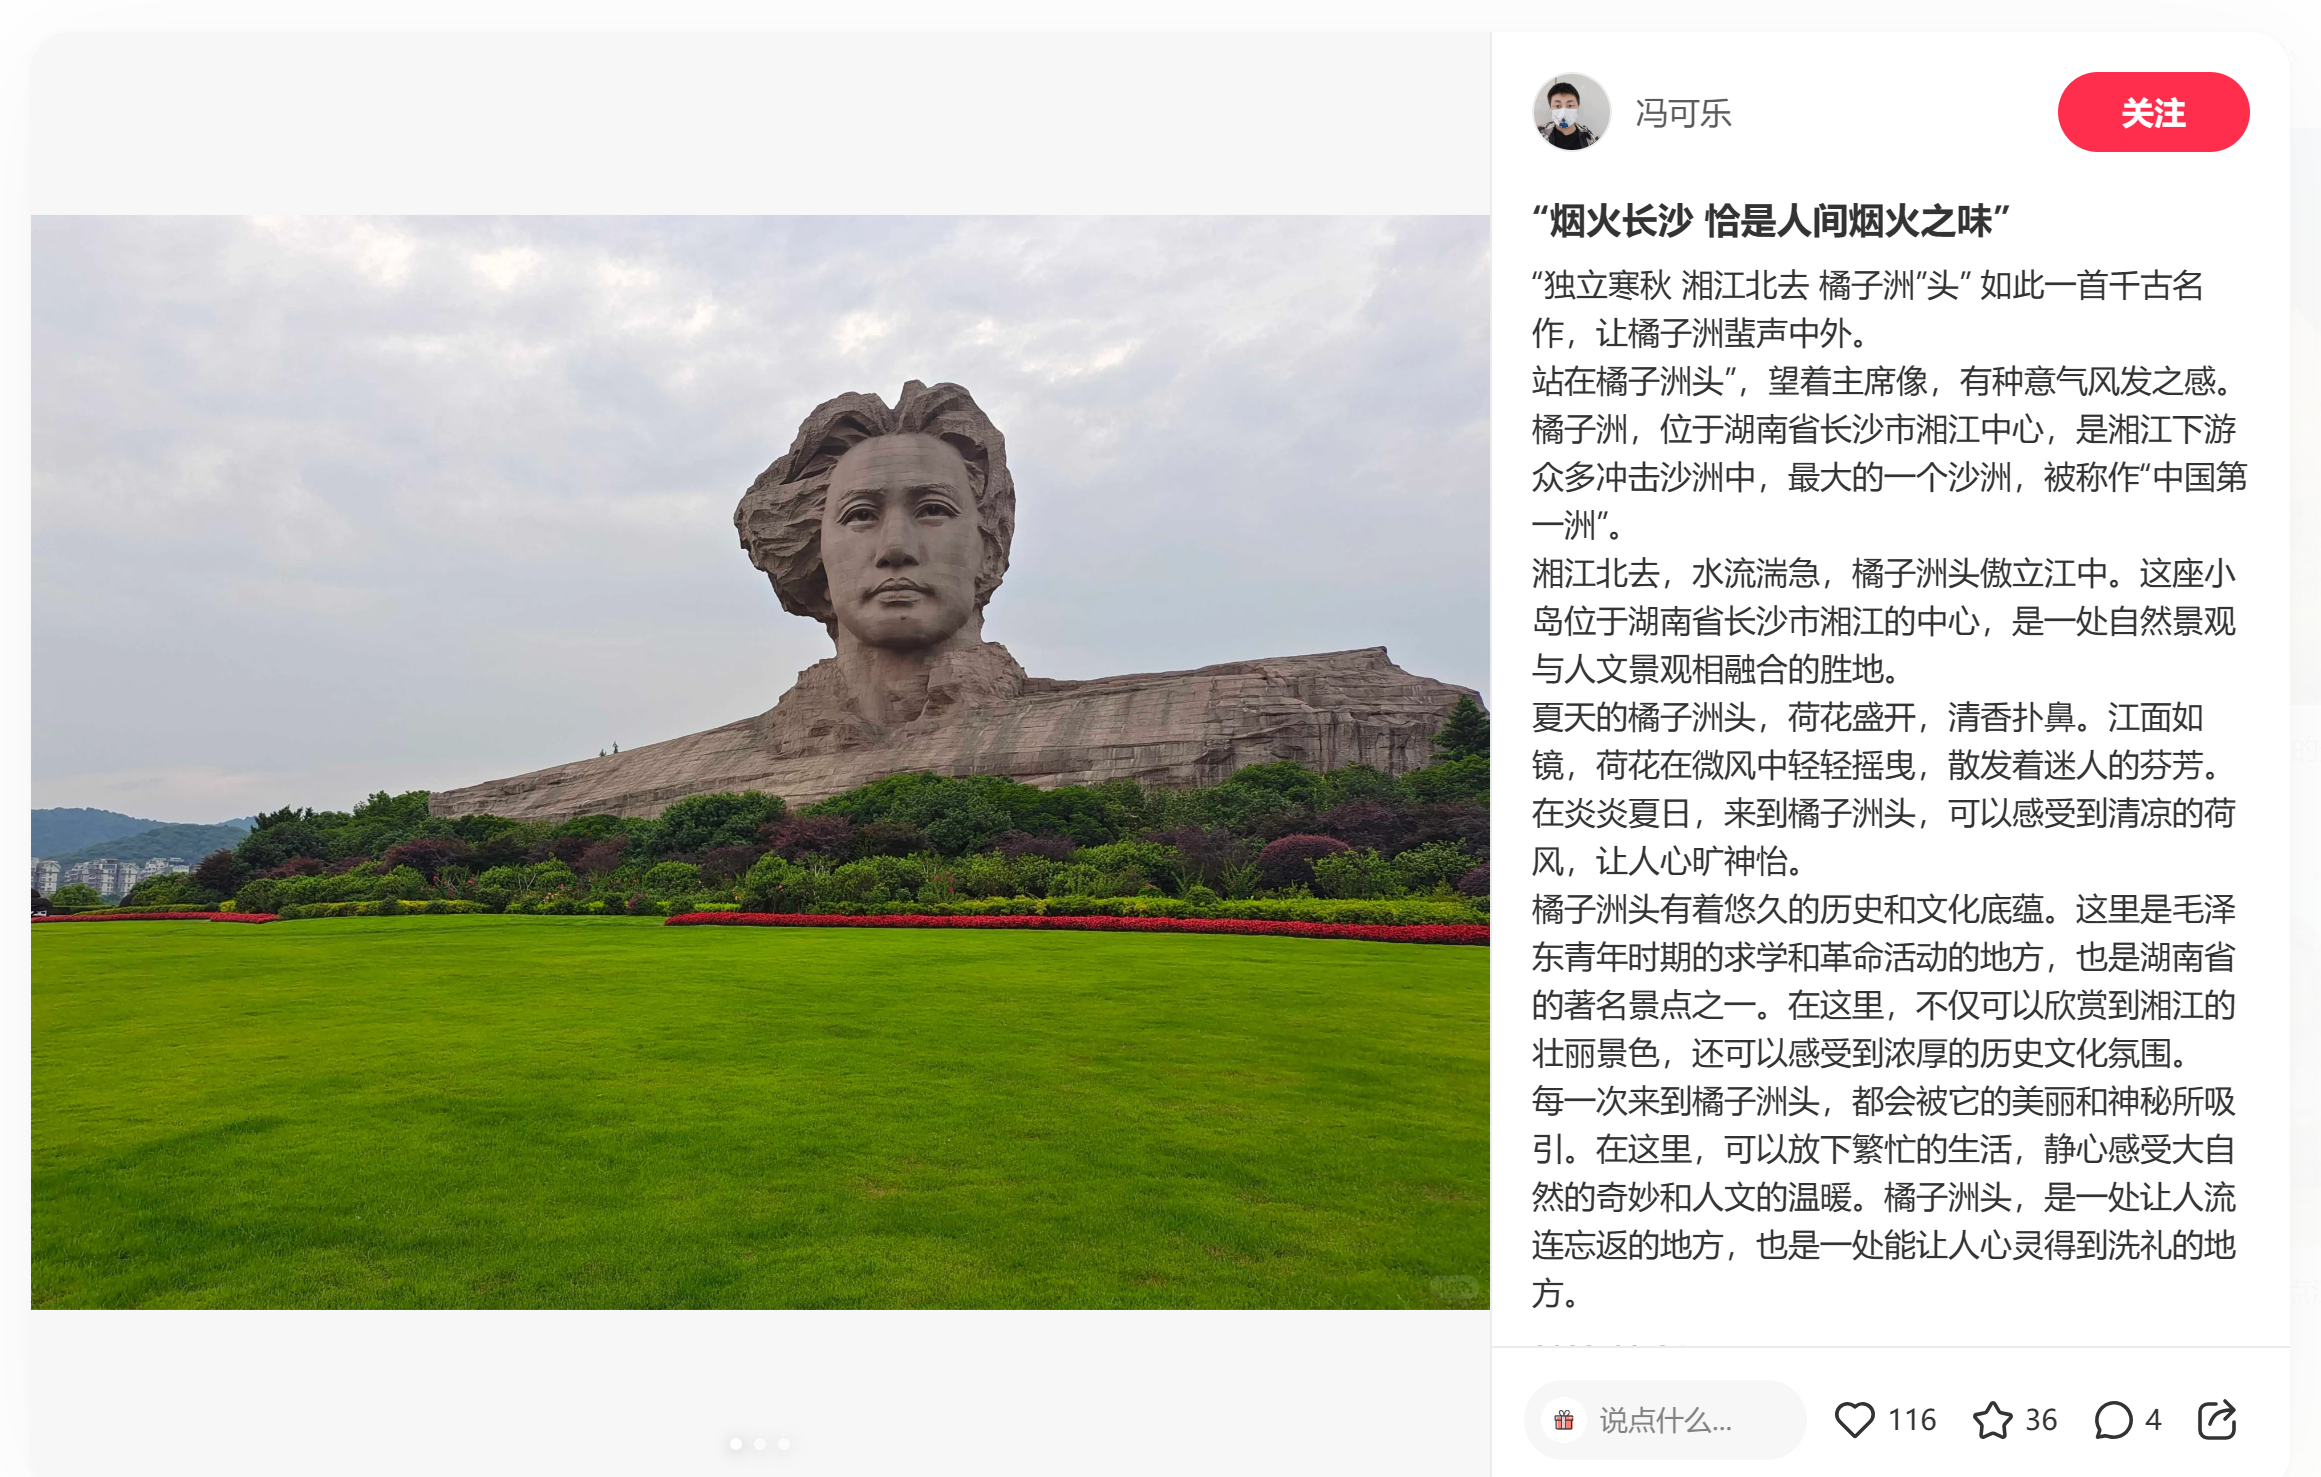 冯可乐
关注
“烟火长沙 恰是人间烟火之味”
“独立寒秋 湘江北去 橘子洲”头” 如此一首千古名
作，让橘子洲蜚声中外。
站在橘子洲头”，望着主席像，有种意气风发之感。
橘子洲，位于湖南省长沙市湘江中心，是湘江下游
众多冲击沙洲中，最大的一个沙洲，被称作“中国第
一洲”。
湘江北去，水流湍急，橘子洲头傲立江中。这座小
岛位于湖南省长沙市湘江的中心，是一处自然景观
与人文景观相融合的胜地。
夏天的橘子洲头，荷花盛开，清香扑鼻。江面如
镜，荷花在微风中轻轻摇曳，散发着迷人的芬芳。
在炎炎夏日，来到橘子洲头，可以感受到清凉的荷
风，让人心旷神怡。
橘子洲头有着悠久的历史和文化底蕴。这里是毛泽
东青年时期的求学和革命活动的地方，也是湖南省
的著名景点之一。在这里，不仅可以欣赏到湘江的
壮丽景色，还可以感受到浓厚的历史文化氛围。
每一次来到橘子洲头，都会被它的美丽和神秘所吸
引。在这里，可以放下繁忙的生活，静心感受大自
然的奇妙和人文的温暖。橘子洲头，是一处让人流
连忘返的地方，也是一处能让人心灵得到洗礼的地
方。
说点什么...
116
36
4